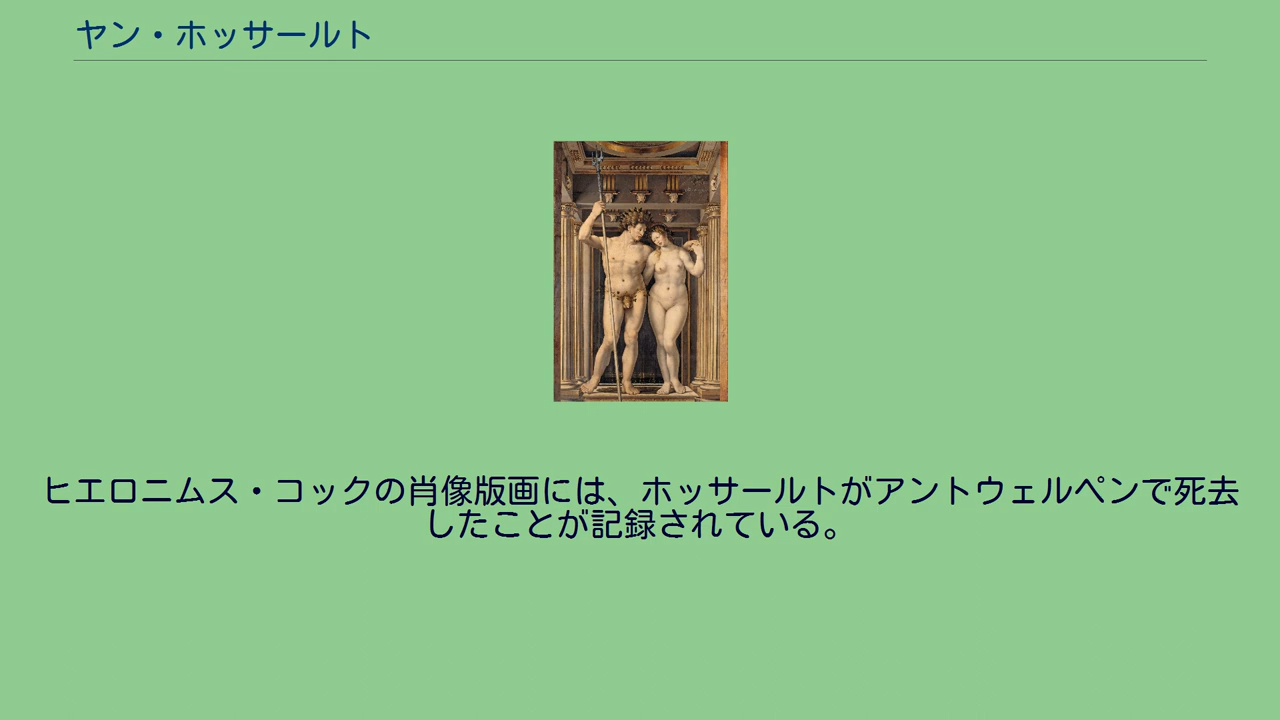 ヤン・ホッサールト
ヒエロニムス・コックの肖像版画には、ホッサールトがアントウェルペンで死去
したことが記録されている。